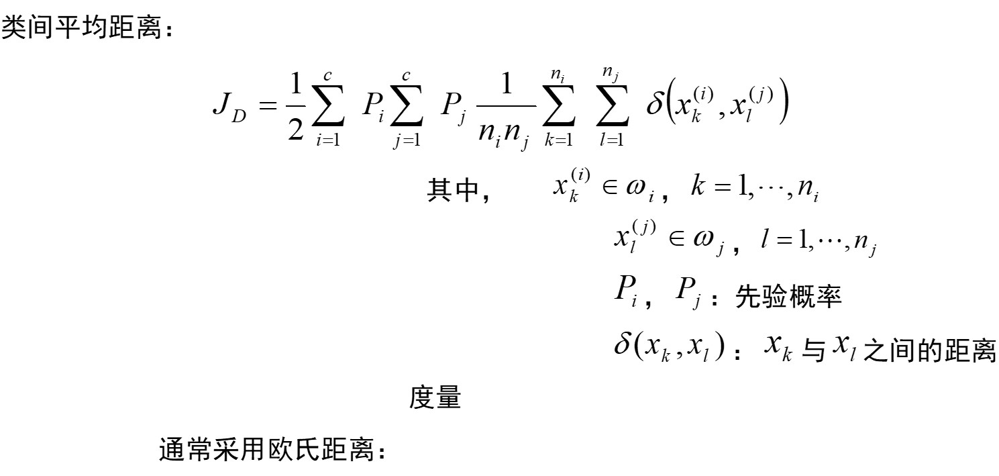 类间平均距离：
$J_D = \frac{1}{2}\sum_{i=1}^{c} P_i \sum_{j=1}^{c} P_j \frac{1}{n_i n_j} \sum_{k=1}^{n_i} \sum_{l=1}^{n_j} \delta\left(x_k^{(i)}, x_l^{(j)}\right)$
其中， $x_k^{(i)} \in \omega_i$， $k = 1, \cdots, n_i$
$x_l^{(j)} \in \omega_j$， $l = 1, \cdots, n_j$
$P_i$， $P_j$：先验概率
$\delta(x_k, x_l)$： $x_k$ 与 $x_l$ 之间的距离
度量
通常采用欧氏距离：